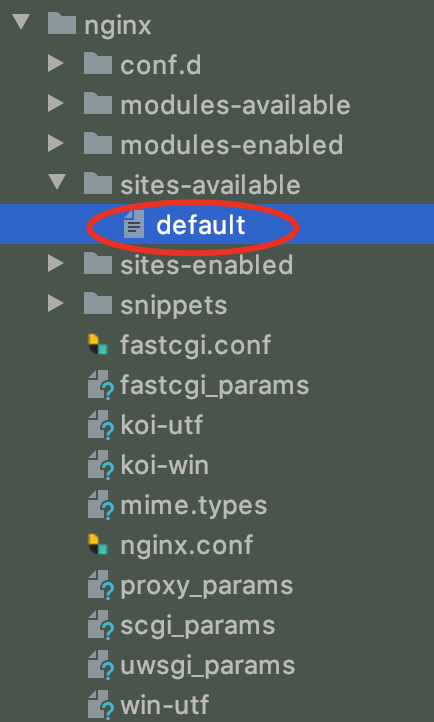 nginx
conf.d
modules-available
modules-enabled
sites-available
default
sites-enabled
snippets
fastcgi.conf
fastcgi_params
koi-utf
koi-win
mime.types
nginx.conf
proxy_params
scgi_params
uwsgi_params
win-utf